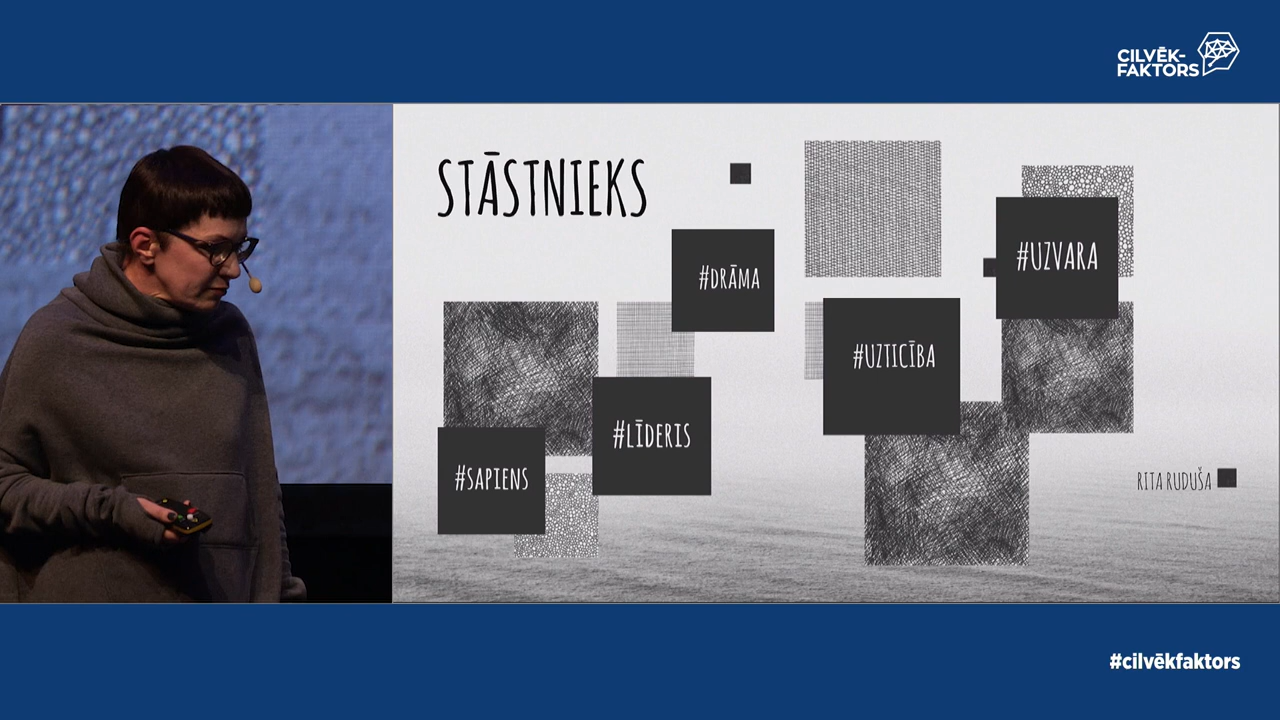 CILVĒK-
FAKTORS
STĀSTNIEKS
#DRĀMA
#UZVARA
#UZTICĪBA
#LĪDERIS
#SAPIENS
RITA RUDUŠA
#cilvēkfaktors